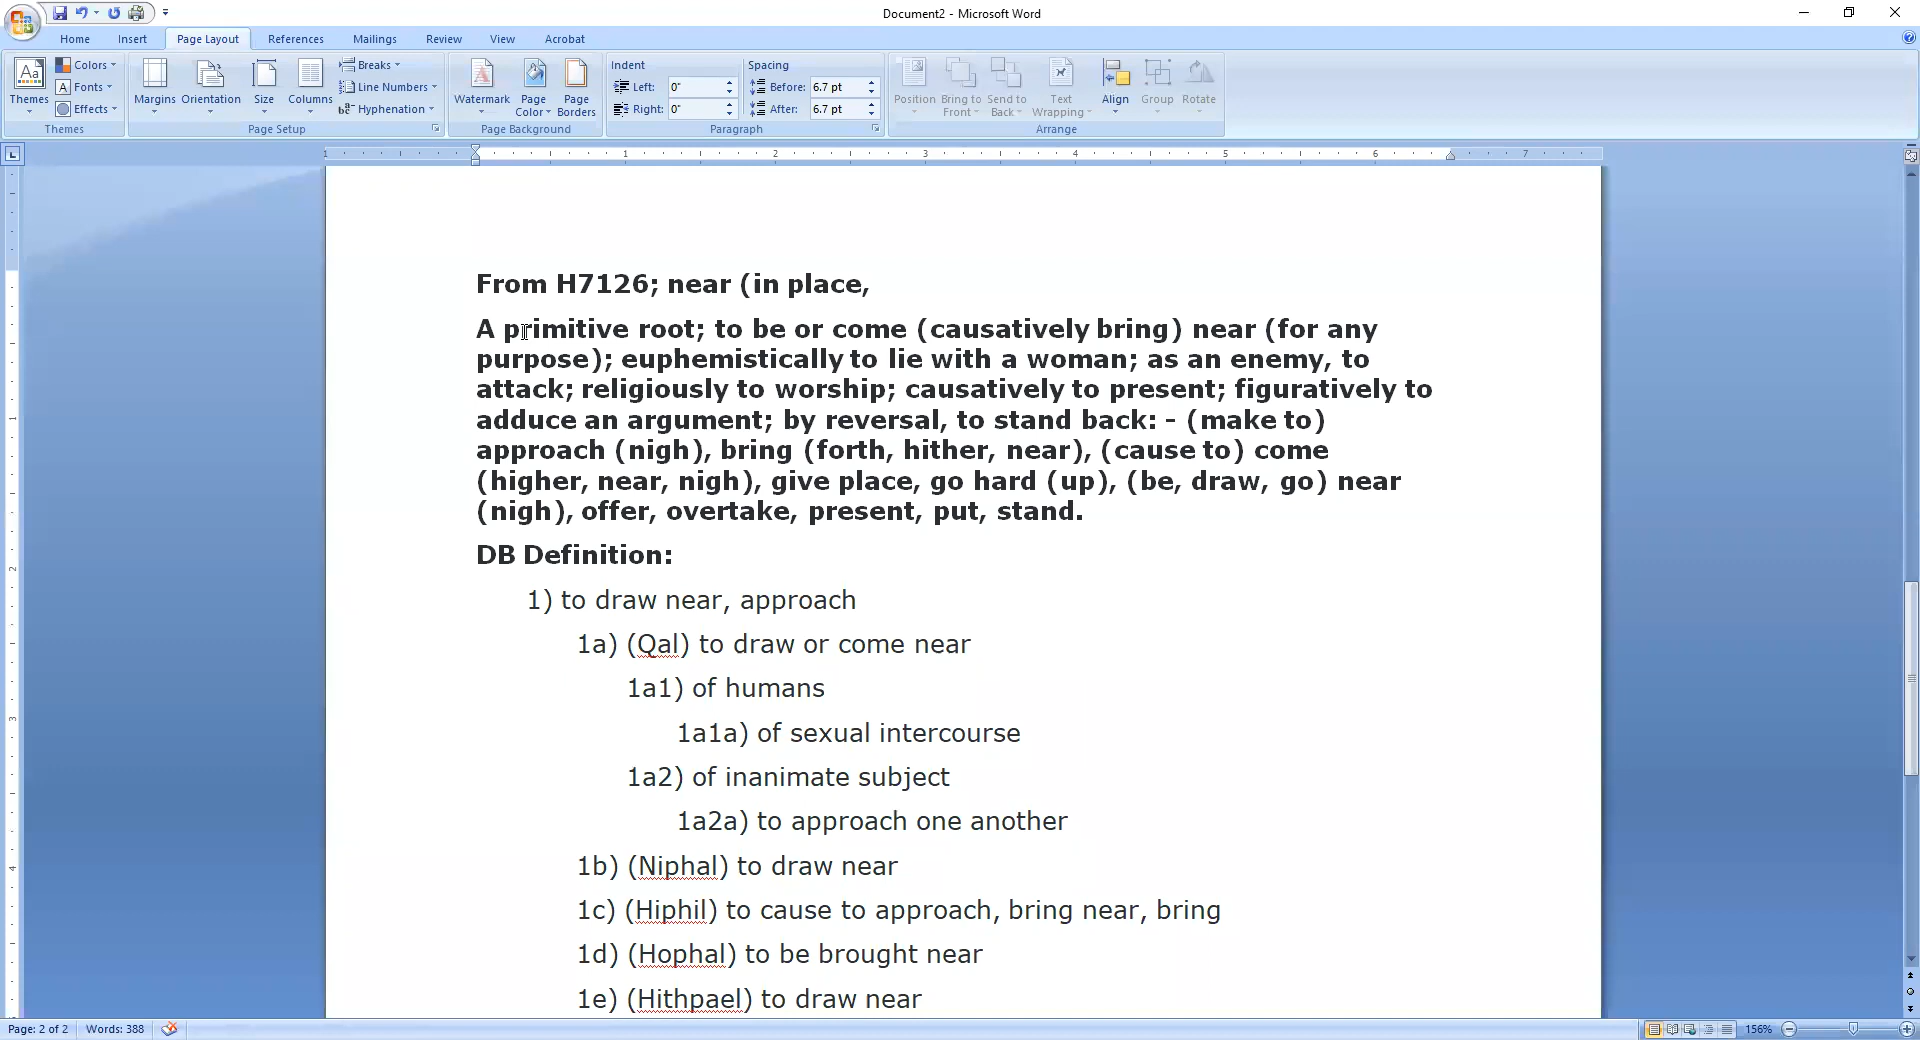 Document2 - Microsoft Word
Home Insert Page Layout References Mailings Review View Acrobat
Themes
Colors
Fonts
Effects
Themes
Margins Orientation Size Columns
Breaks
Line Numbers
Hyphenation
Page Setup
Watermark Page Color Page Borders
Page Background
Indent
Left: 0"
Right: 0"
Spacing
Before: 6.7 pt
After: 6.7 pt
Paragraph
Position Bring to Front Send to Back Text Wrapping Align Group Rotate
Arrange
1 1 2 3 4 5 6 7
From H7126; near (in place,
A primitive root; to be or come (causatively bring) near (for any
purpose); euphemistically to lie with a woman; as an enemy, to
attack; religiously to worship; causatively to present; figuratively to
adduce an argument; by reversal, to stand back: - (make to)
approach (nigh), bring (forth, hither, near), (cause to) come
(higher, near, nigh), give place, go hard (up), (be, draw, go) near
(nigh), offer, overtake, present, put, stand.
DB Definition:
1) to draw near, approach
1a) (Qal) to draw or come near
1a1) of humans
1a1a) of sexual intercourse
1a2) of inanimate subject
1a2a) to approach one another
1b) (Niphal) to draw near
1c) (Hiphil) to cause to approach, bring near, bring
1d) (Hophal) to be brought near
1e) (Hithpael) to draw near
Page: 2 of 2 Words: 388 156%